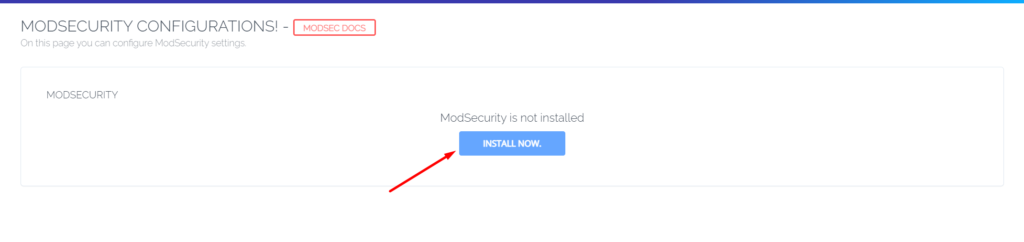 MODSECURITY CONFIGURATIONS! - MODSEC DOCS
On this page you can configure ModSecurity settings.
MODSECURITY
ModSecurity is not installed
INSTALL NOW.